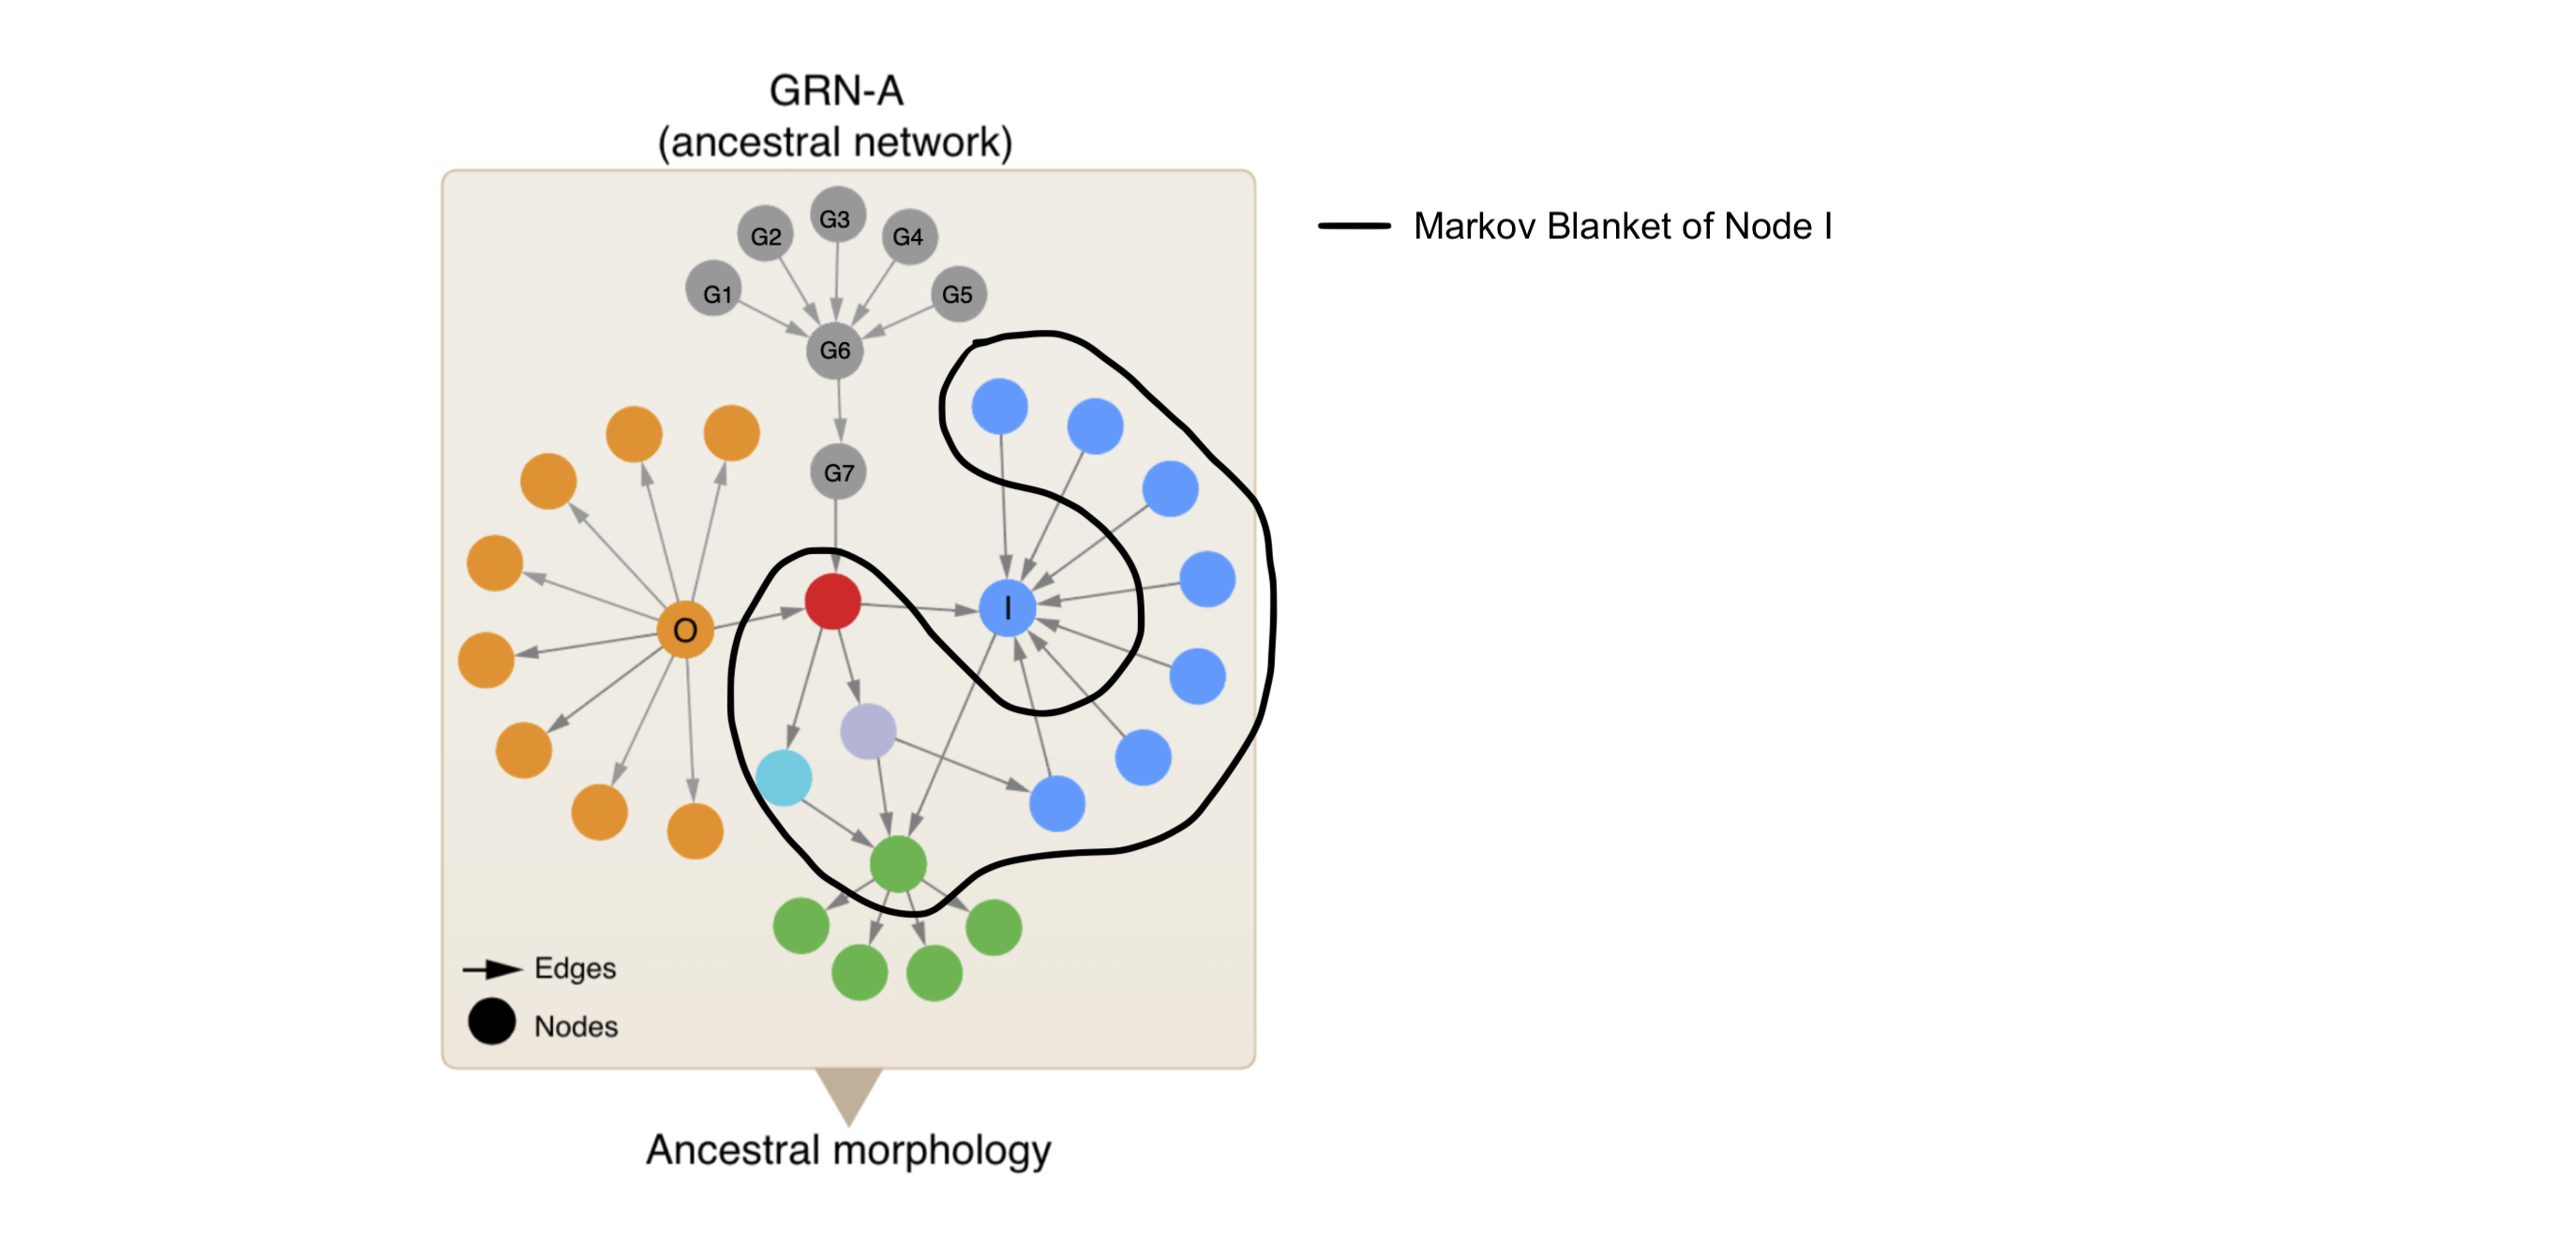 GRN-A
(ancestral network)
Markov Blanket of Node I
G3
G2
G4
G1
G5
G6
G7
I
O
Edges
Nodes
Ancestral morphology